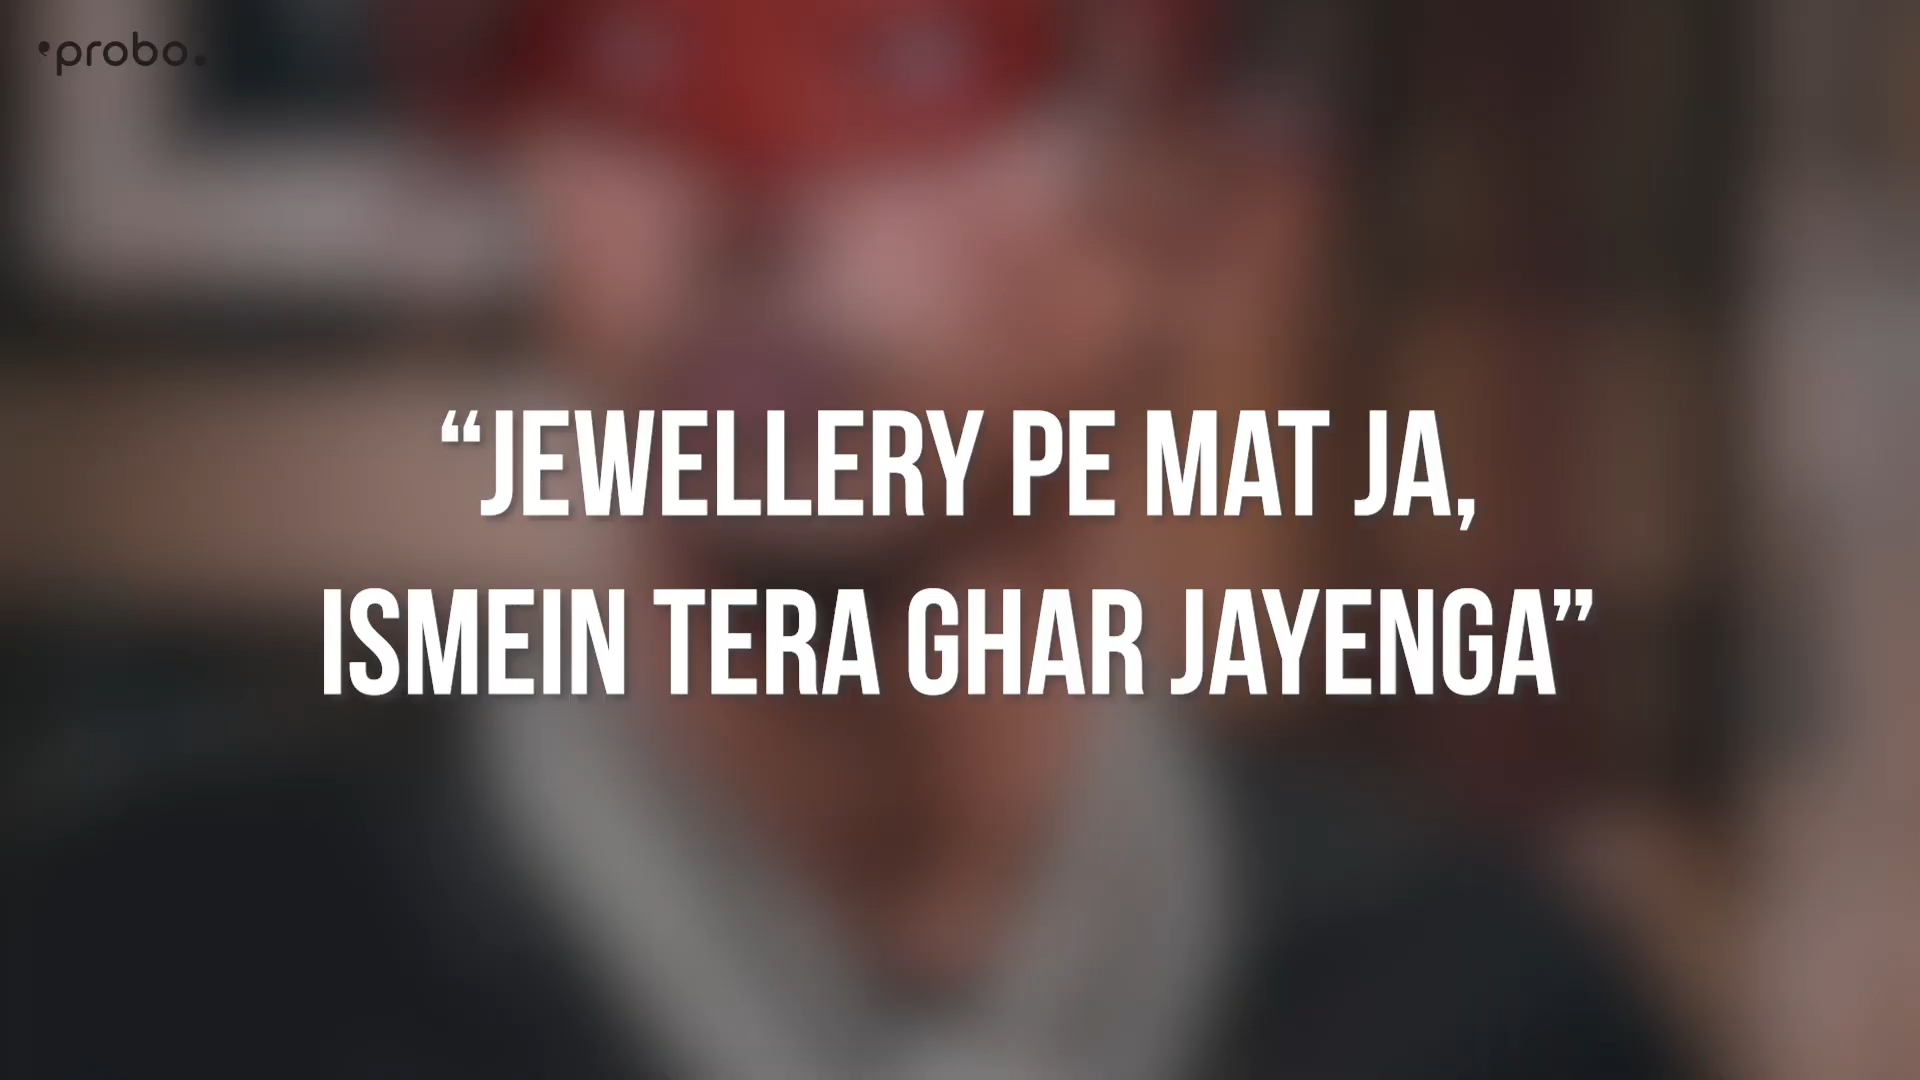 probo.
“JEWELLERY PE MAT JA,
ISMEIN TERA GHAR JAYENGA”